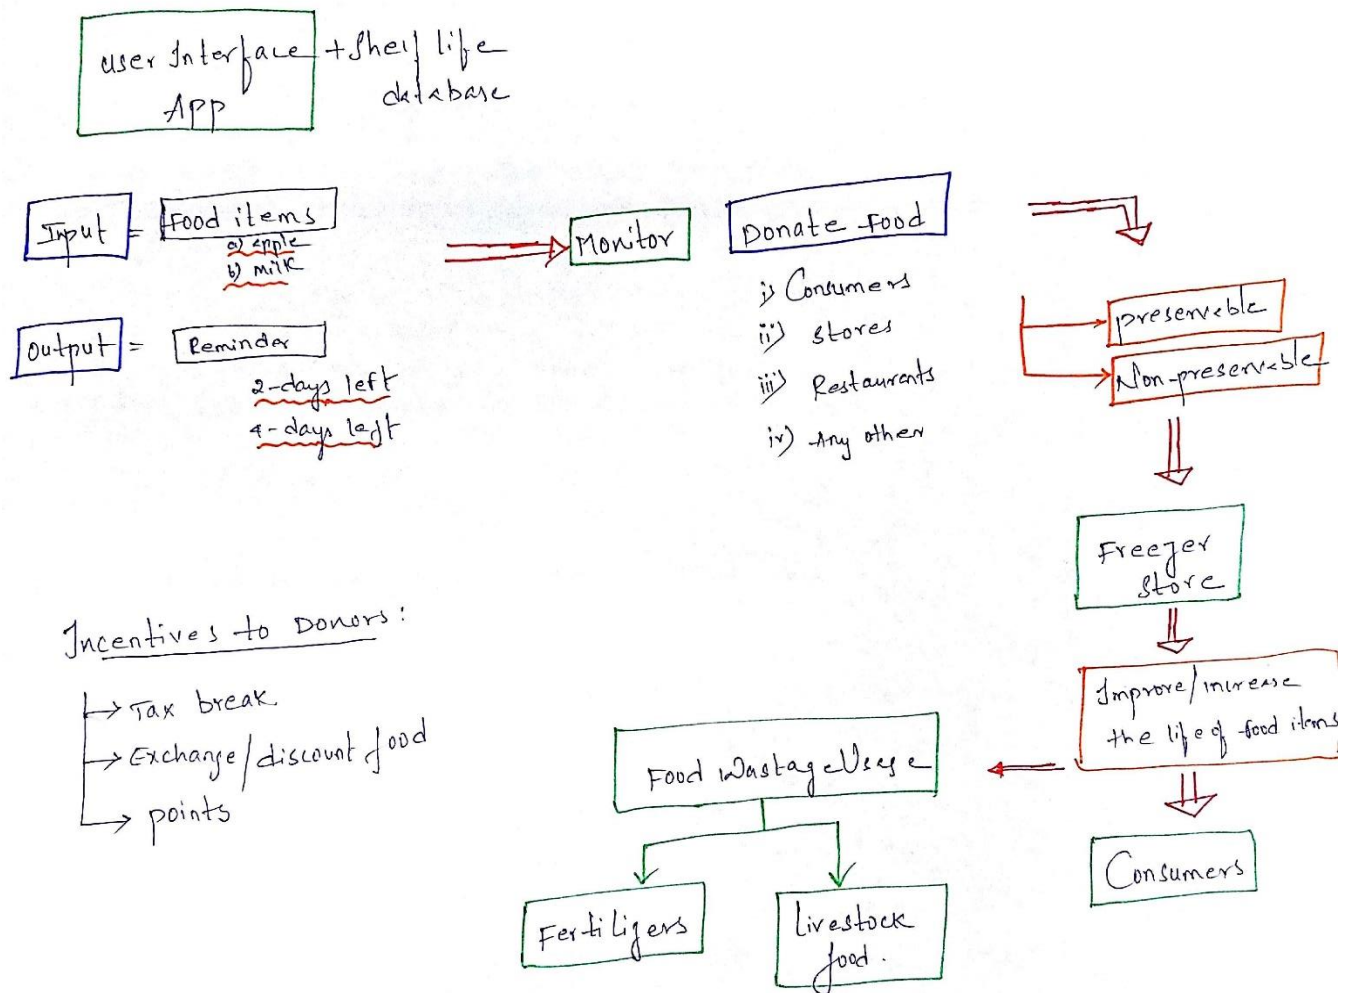 user Interface + Shelf life
App database
Input = Food items
a) apple
b) milk
Output = Reminder
2-days left
4-days left
Monitor
Donate Food
i) Consumers
ii) stores
iii) Restaurants
iv) Any other
preservable
Non-preservable
Freezer
store
Improve/increase
the life of food items
Consumers
Food Wastage Usage
Fertilizers
Livestock
food.
Incentives to Donors:
Tax break
Exchange/discount food
points